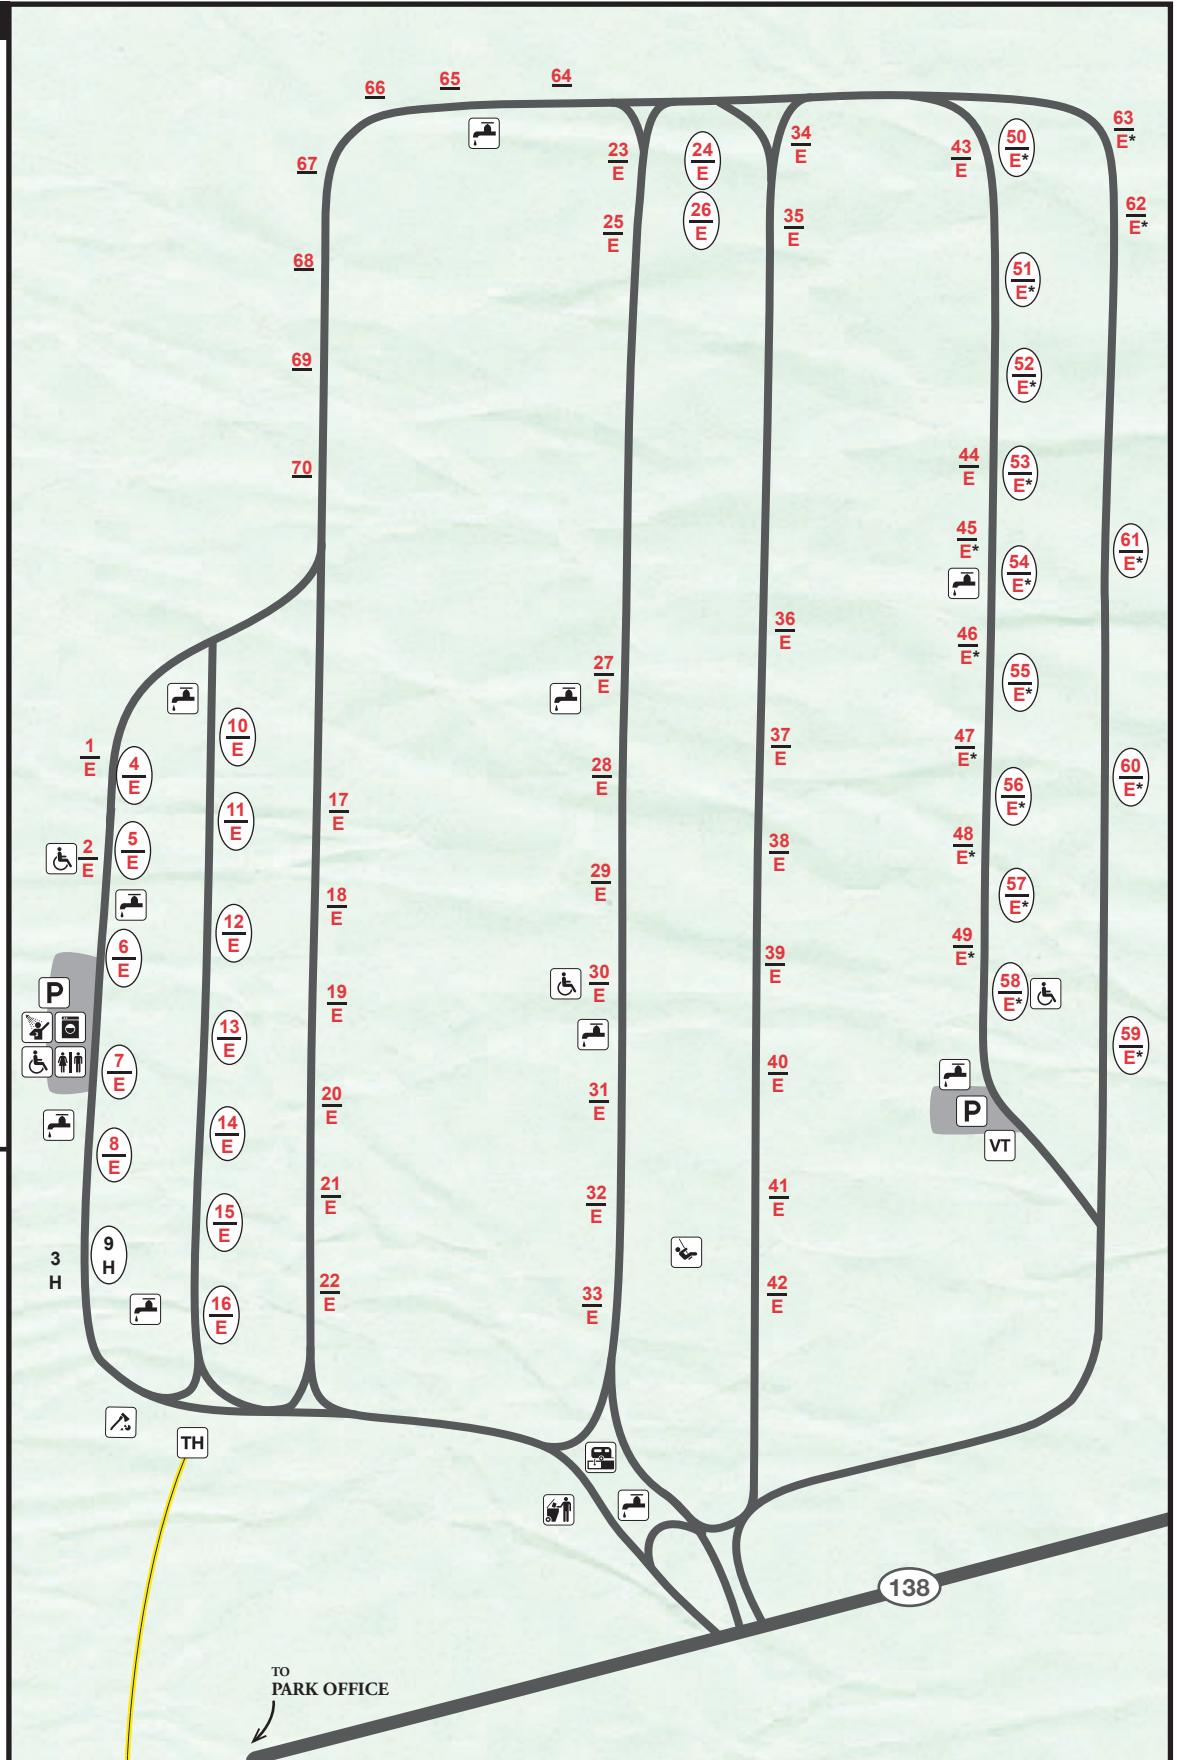 66
65
64
67
68
69
70
23
E
24
E
25
E
26
E
34
E
35
E
43
E
50
E*
63
E*
62
E*
51
E*
52
E*
44
E
53
E*
45
E*
54
E*
61
E*
46
E*
55
E*
36
E
27
E
47
E*
56
E*
60
E*
37
E
28
E
48
E*
57
E*
38
E
29
E
49
E*
58
E*
39
E
30
E
59
E*
40
E
31
E
P
VT
41
E
32
E
42
E
33
E
1
E
4
E
10
E
2
E
5
E
11
E
17
E
6
E
12
E
18
E
P
7
E
13
E
19
E
8
E
14
E
20
E
3
H
9
H
15
E
21
E
16
E
22
E
TH
138
TO
PARK OFFICE